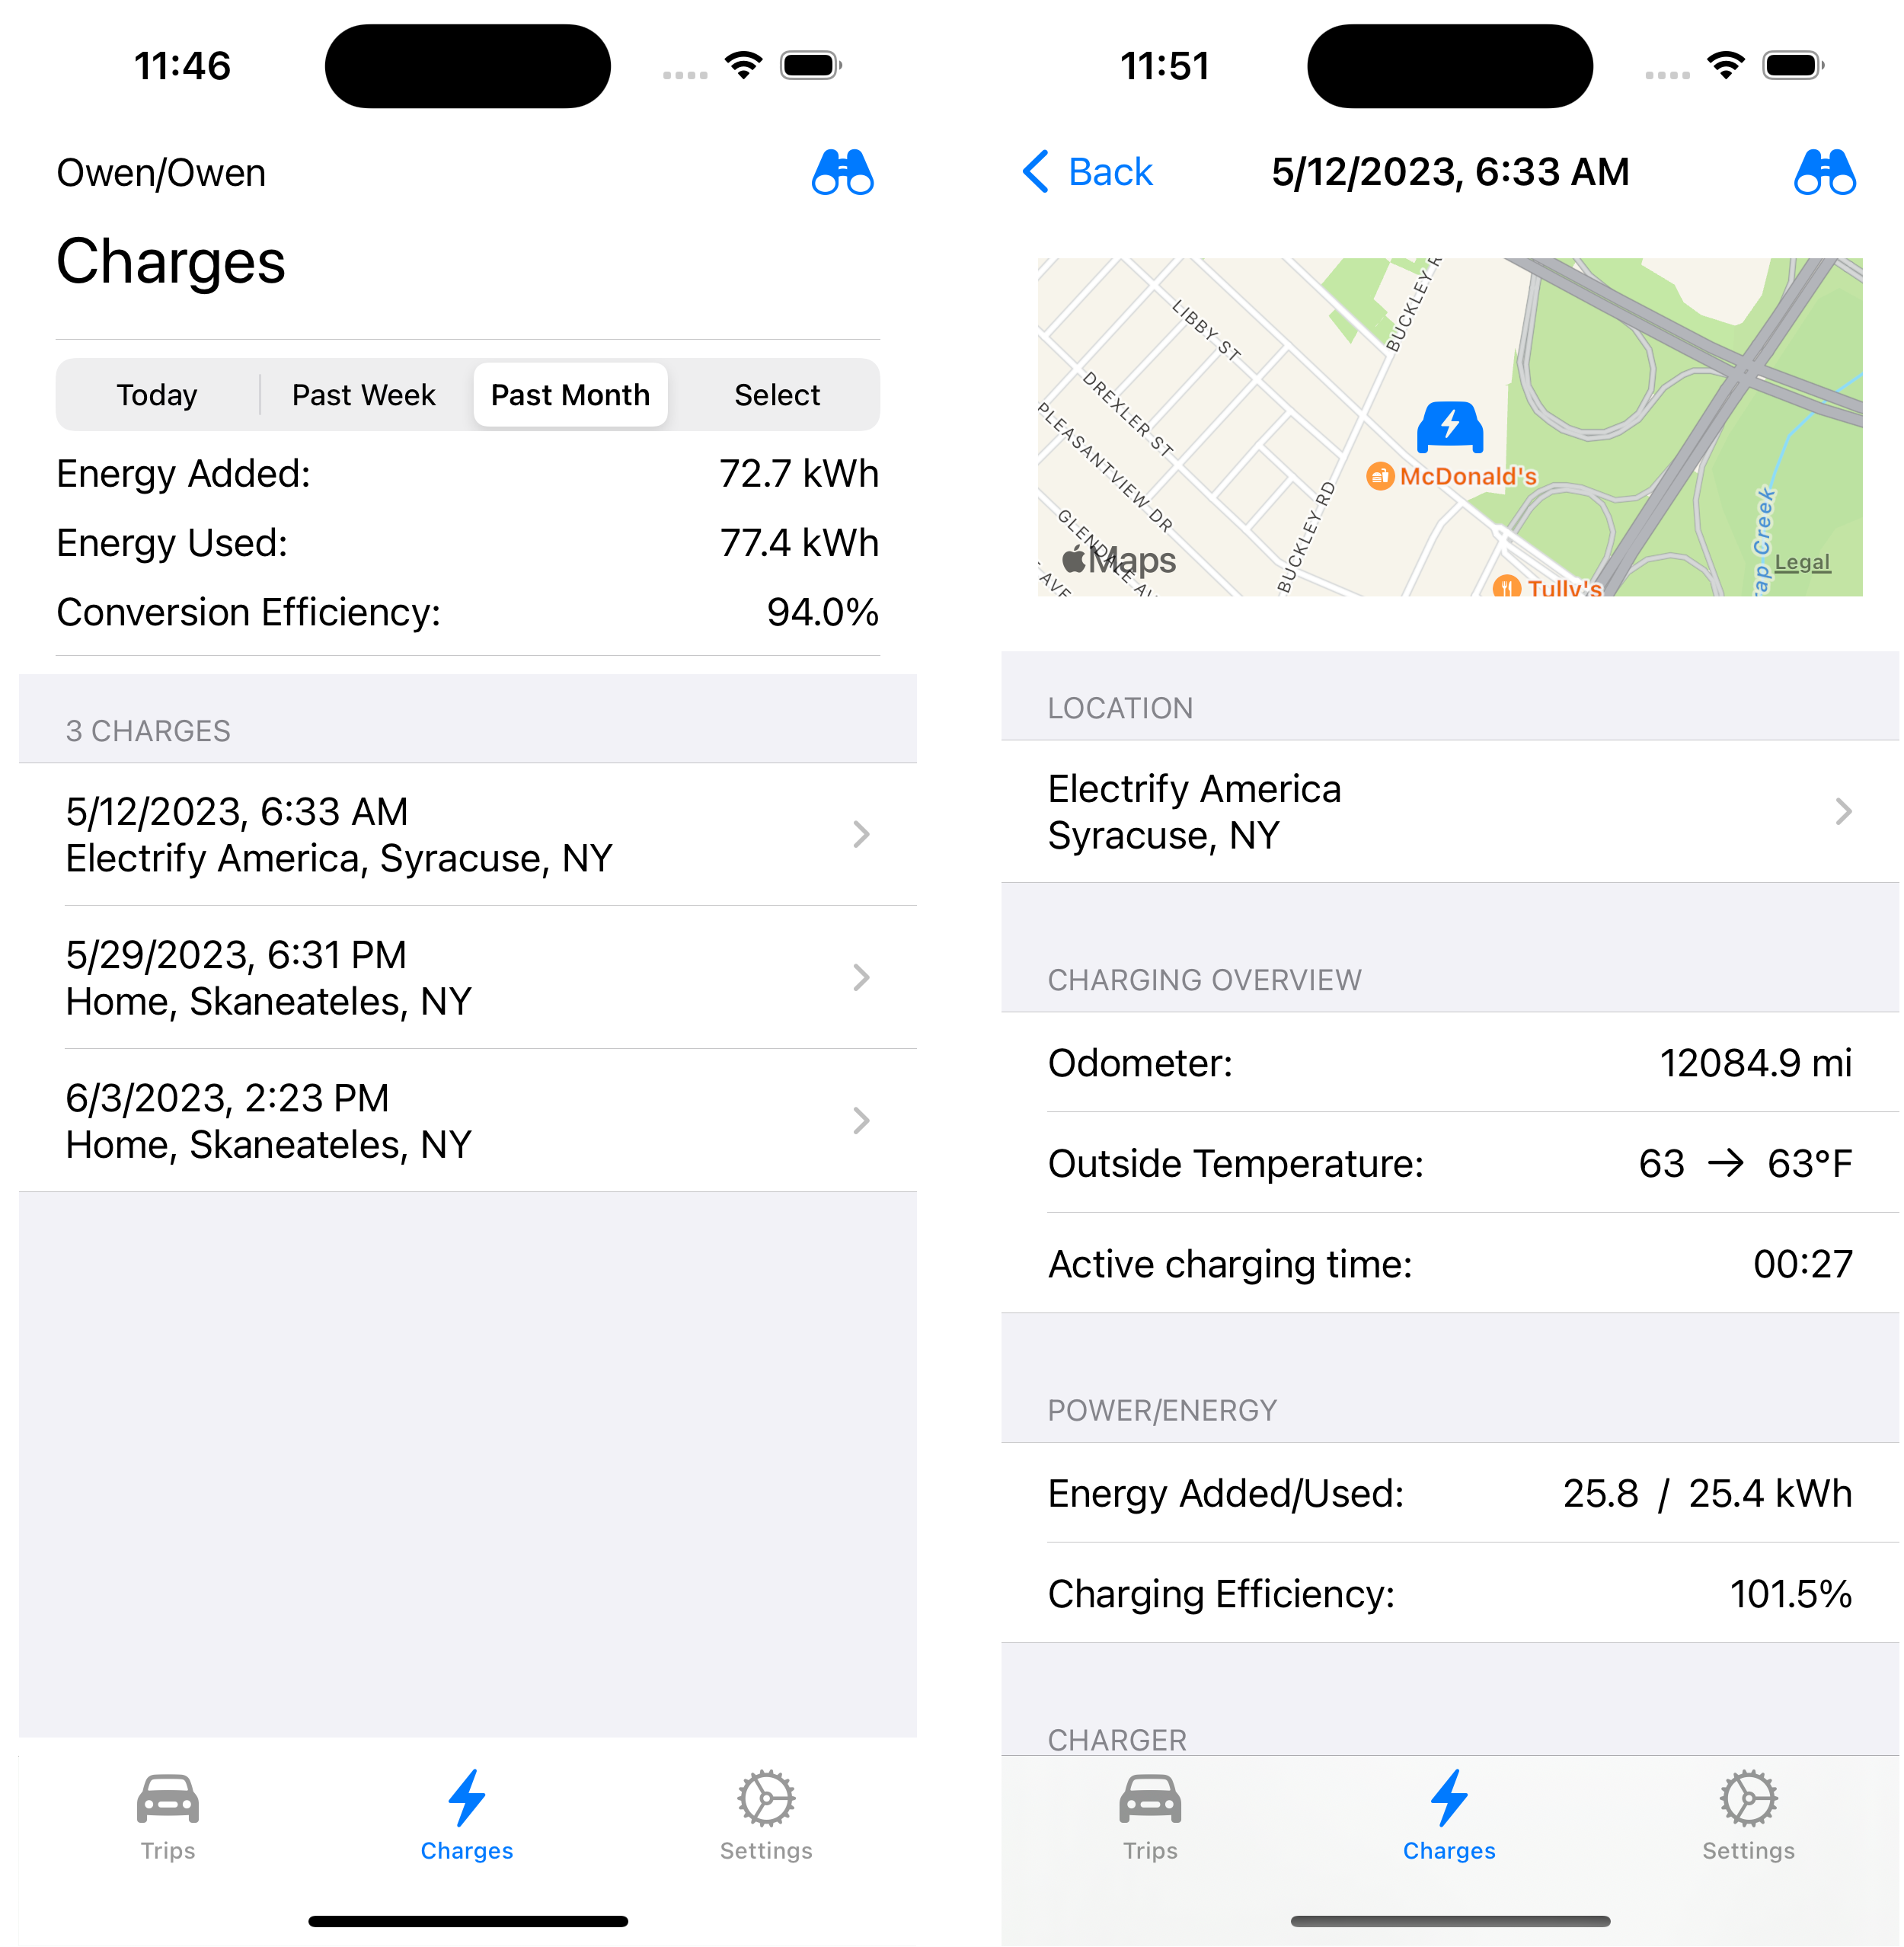 11:46
Owen/Owen
Charges
Today Past Week Past Month Select
Energy Added: 72.7 kWh
Energy Used: 77.4 kWh
Conversion Efficiency: 94.0%
3 CHARGES
5/12/2023, 6:33 AM
Electrify America, Syracuse, NY
5/29/2023, 6:31 PM
Home, Skaneateles, NY
6/3/2023, 2:23 PM
Home, Skaneateles, NY
Trips Charges Settings
11:51
Back 5/12/2023, 6:33 AM
BUCKLEY R
LIBBY ST
DREXLER ST
PLEASANTVIEW DR
McDonald's
BUCKLEY RD
GLENDALE AV
Maps
AVE
Tully's
ap Creek
Legal
LOCATION
Electrify America
Syracuse, NY
CHARGING OVERVIEW
Odometer: 12084.9 mi
Outside Temperature: 63 → 63°F
Active charging time: 00:27
POWER/ENERGY
Energy Added/Used: 25.8 / 25.4 kWh
Charging Efficiency: 101.5%
CHARGER
Trips Charges Settings